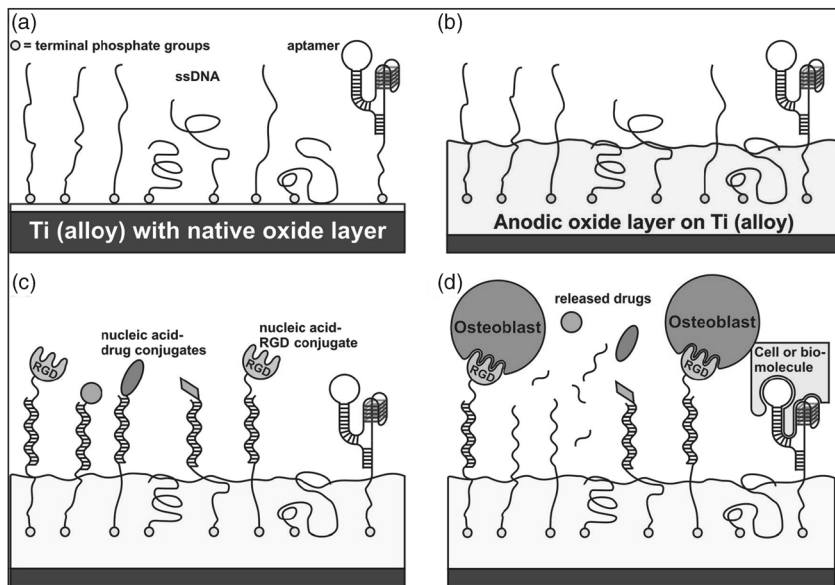 (a)
= terminal phosphate groups
aptamer
ssDNA
Ti (alloy) with native oxide layer
(b)
Anodic oxide layer on Ti (alloy)
(c)
nucleic acid-
drug conjugates
nucleic acid-
RGD conjugate
RGD
RGD
(d)
released drugs
Osteoblast
Osteoblast
RGD
RGD
Cell or bio-
molecule